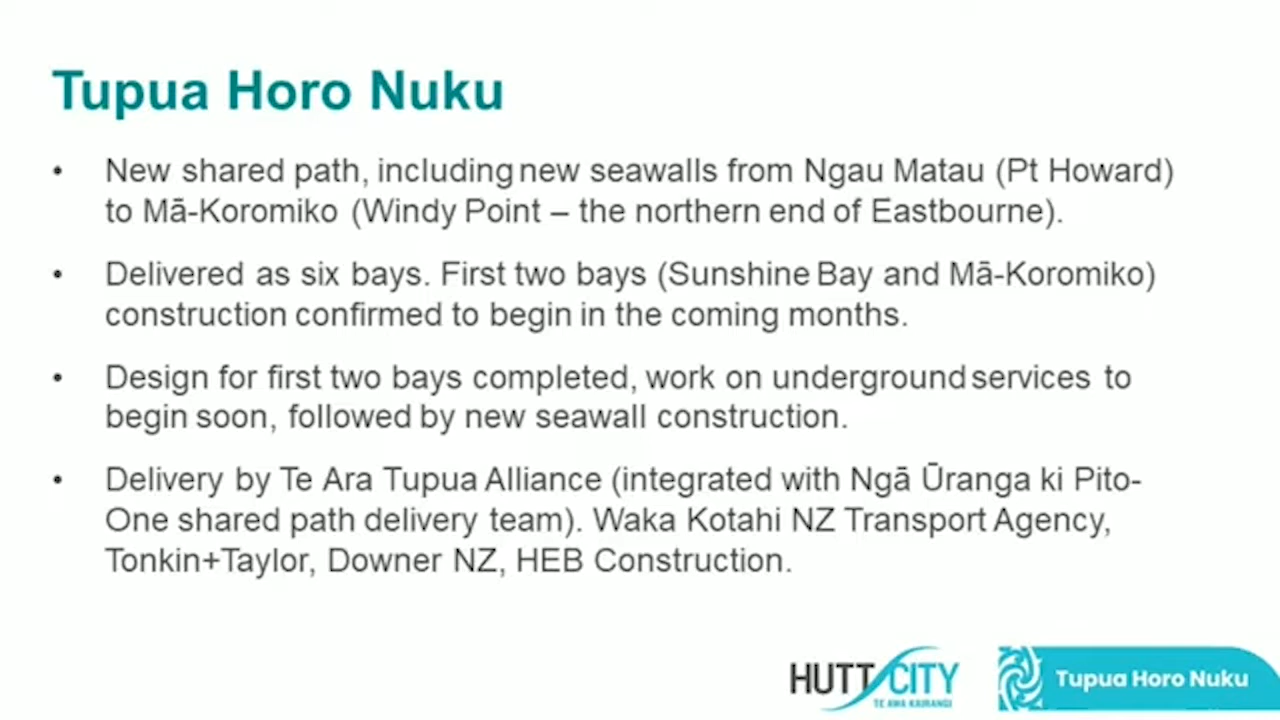 Tupua Horo Nuku
• New shared path, including new seawalls from Ngau Matau (Pt Howard)
to Mā-Koromiko (Windy Point – the northern end of Eastbourne).
• Delivered as six bays. First two bays (Sunshine Bay and Mā-Koromiko)
construction confirmed to begin in the coming months.
• Design for first two bays completed, work on underground services to
begin soon, followed by new seawall construction.
• Delivery by Te Ara Tupua Alliance (integrated with Ngā Ūranga ki Pito-
One shared path delivery team). Waka Kotahi NZ Transport Agency,
Tonkin+Taylor, Downer NZ, HEB Construction.
HUTT CITY
TE AWA KAIRANGI
Tupua Horo Nuku